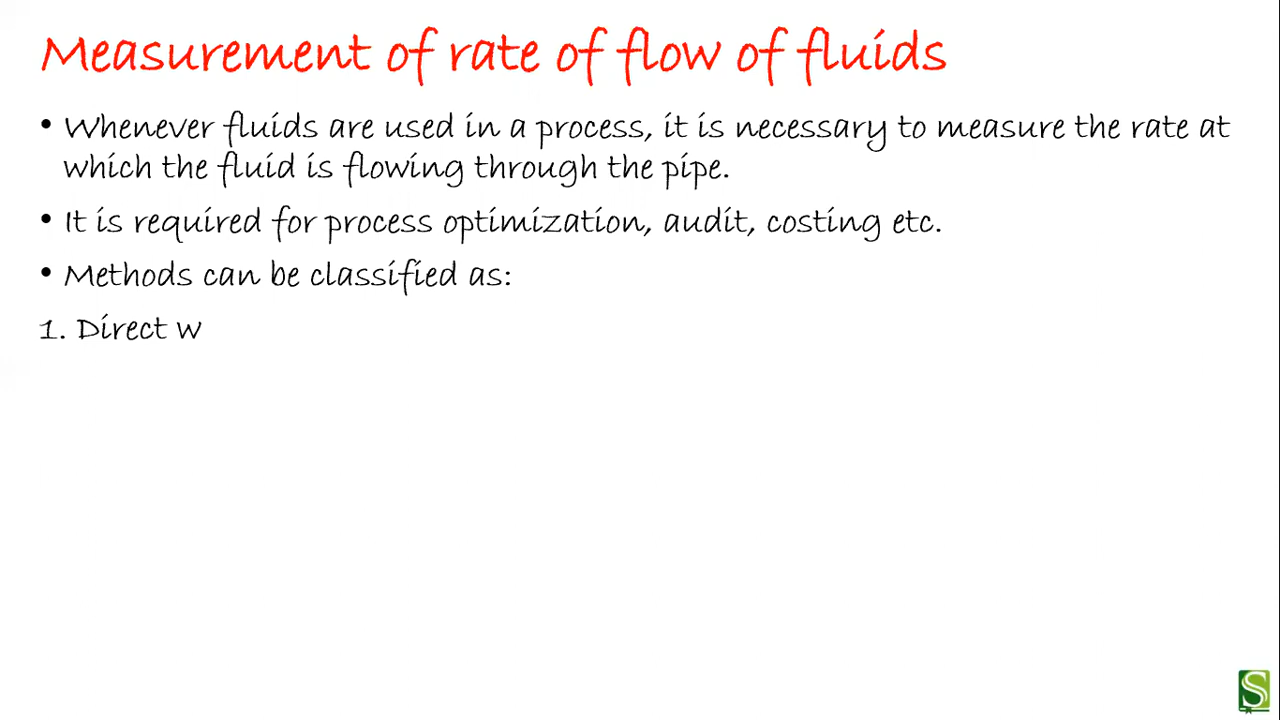 Measurement of rate of flow of fluids
• Whenever fluids are used in a process, it is necessary to measure the rate at
which the fluid is flowing through the pipe.
• It is required for process optimization, audit, costing etc.
• Methods can be classified as:
1. Direct w
S